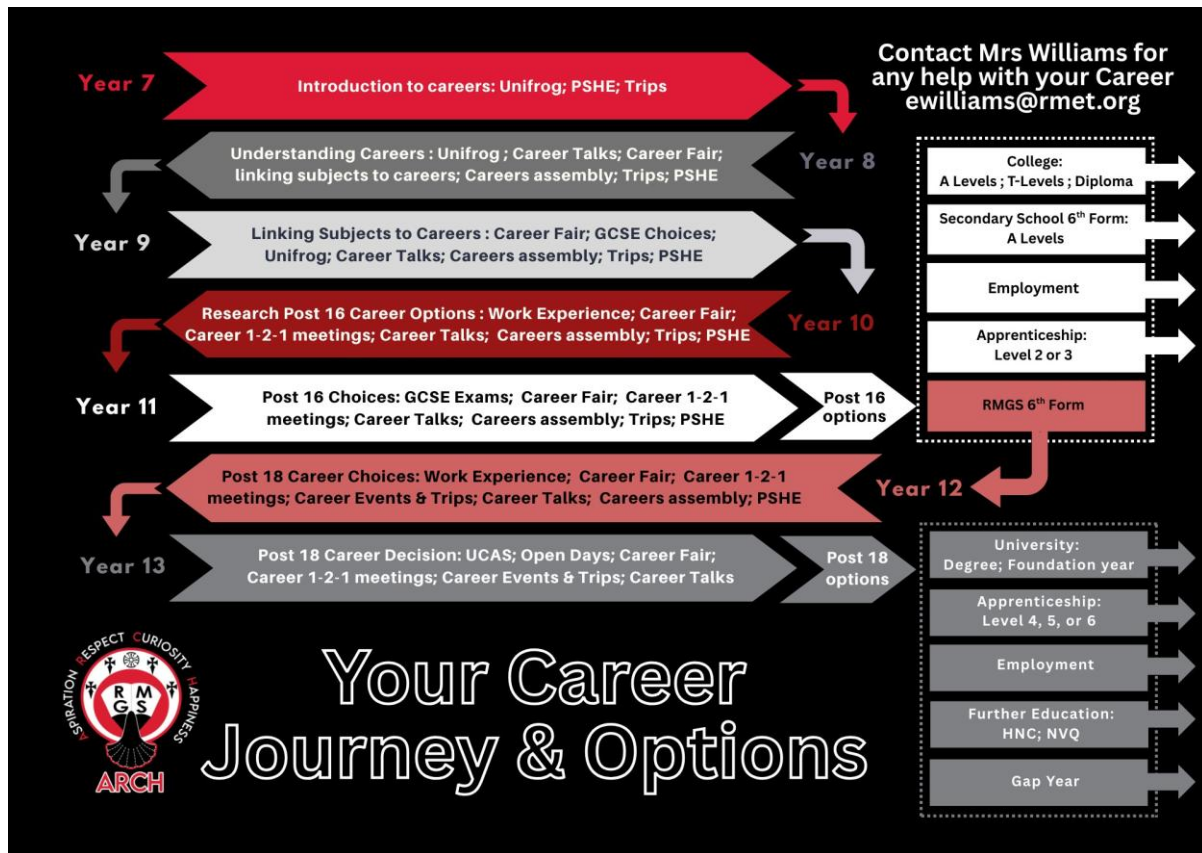 Contact Mrs Williams for
any help with your Career
ewilliams@rmet.org
Year 7
Introduction to careers: Unifrog; PSHE; Trips
Year 8
Understanding Careers : Unifrog ; Career Talks; Career Fair;
linking subjects to careers; Careers assembly; Trips; PSHE
Year 9
Linking Subjects to Careers : Career Fair; GCSE Choices;
Unifrog; Career Talks; Careers assembly; Trips; PSHE
Year 10
Research Post 16 Career Options : Work Experience; Career Fair;
Career 1-2-1 meetings; Career Talks; Careers assembly; Trips; PSHE
Year 11
Post 16 Choices: GCSE Exams; Career Fair; Career 1-2-1
meetings; Career Talks; Careers assembly; Trips; PSHE
Post 16
options
College:
A Levels ; T-Levels ; Diploma
Secondary School 6th Form:
A Levels
Employment
Apprenticeship:
Level 2 or 3
RMGS 6th Form
Year 12
Post 18 Career Choices: Work Experience; Career Fair; Career 1-2-1
meetings; Career Events & Trips; Career Talks; Careers assembly; PSHE
Year 13
Post 18 Career Decision: UCAS; Open Days; Career Fair;
Career 1-2-1 meetings; Career Events & Trips; Career Talks
Post 18
options
University:
Degree; Foundation year
Apprenticeship:
Level 4, 5, or 6
Employment
Further Education:
HNC; NVQ
Gap Year
ASPIRATION RESPECT CURIOSITY HAPPINESS
R M
G S
ARCH
Your Career
Journey & Options